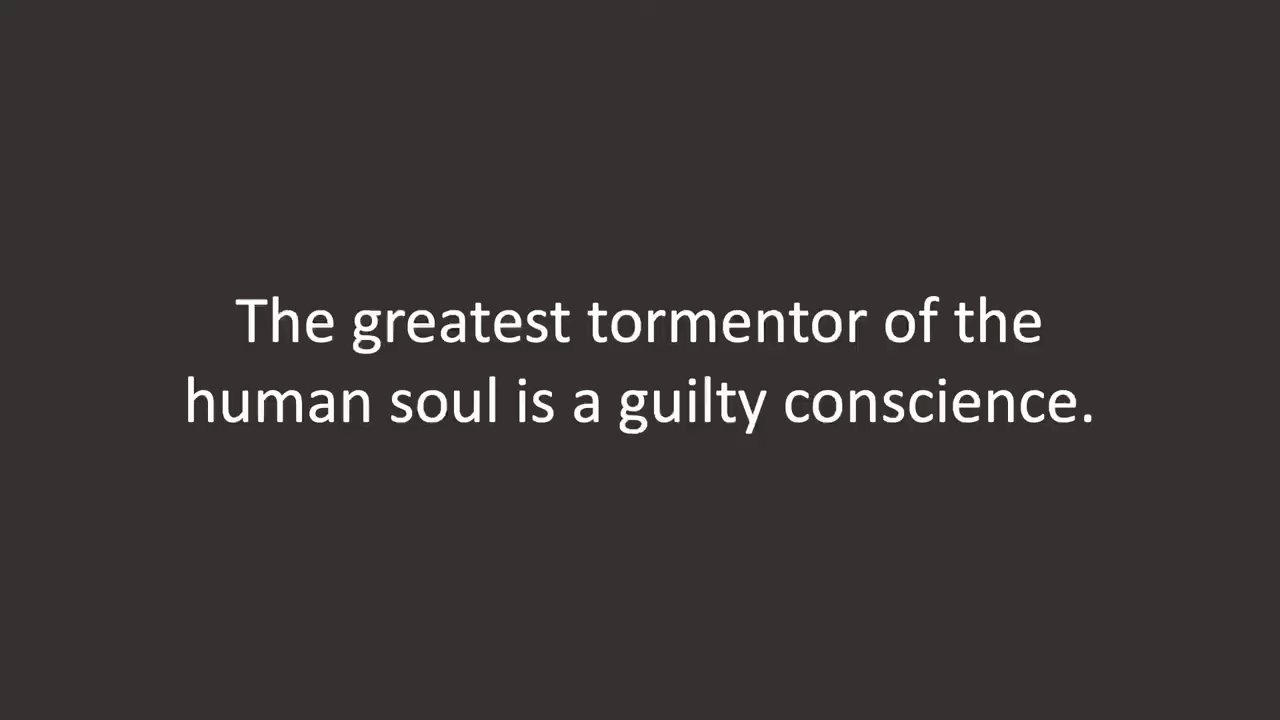 The greatest tormentor of the
human soul is a guilty conscience.